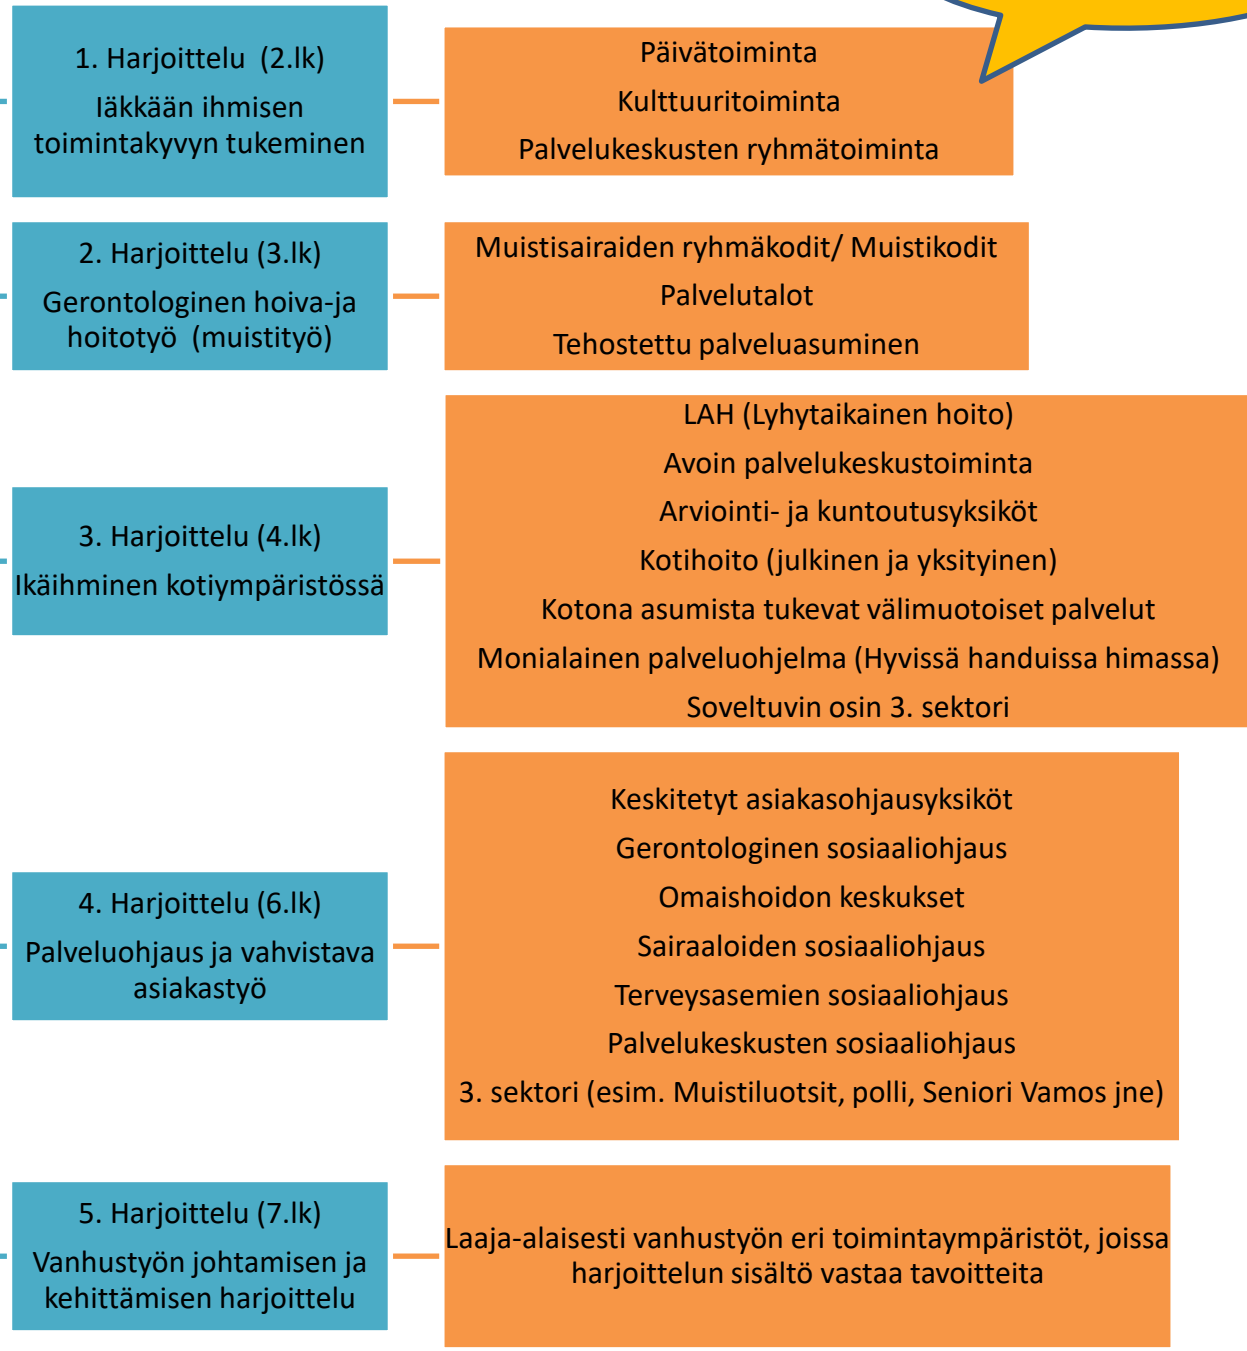 1. Harjoittelu (2.lk)
Iäkkään ihmisen
toimintakyvyn tukeminen
Päivätoiminta
Kulttuuritoiminta
Palvelukeskusten ryhmätoiminta
2. Harjoittelu (3.lk)
Gerontologinen hoiva-ja
hoitotyö (muistityö)
Muistisairaiden ryhmäkodit/ Muistikodit
Palvelutalot
Tehostettu palveluasuminen
3. Harjoittelu (4.lk)
Ikäihminen kotiympäristössä
LAH (Lyhytaikainen hoito)
Avoin palvelukeskustoiminta
Arviointi- ja kuntoutusyksiköt
Kotihoito (julkinen ja yksityinen)
Kotona asumista tukevat välimuotoiset palvelut
Monialainen palveluohjelma (Hyvissä handuissa himassa)
Soveltuvin osin 3. sektori
4. Harjoittelu (6.lk)
Palveluohjaus ja vahvistava
asiakastyö
Keskitetyt asiakasohjausyksiköt
Gerontologinen sosiaaliohjaus
Omaishoidon keskukset
Sairaaloiden sosiaaliohjaus
Terveysasemien sosiaaliohjaus
Palvelukeskusten sosiaaliohjaus
3. sektori (esim. Muistiluotsit, polli, Seniori Vamos jne)
5. Harjoittelu (7.lk)
Vanhustyön johtamisen ja
kehittämisen harjoittelu
Laaja-alaisesti vanhustyön eri toimintaympäristöt, joissa
harjoittelun sisältö vastaa tavoitteita